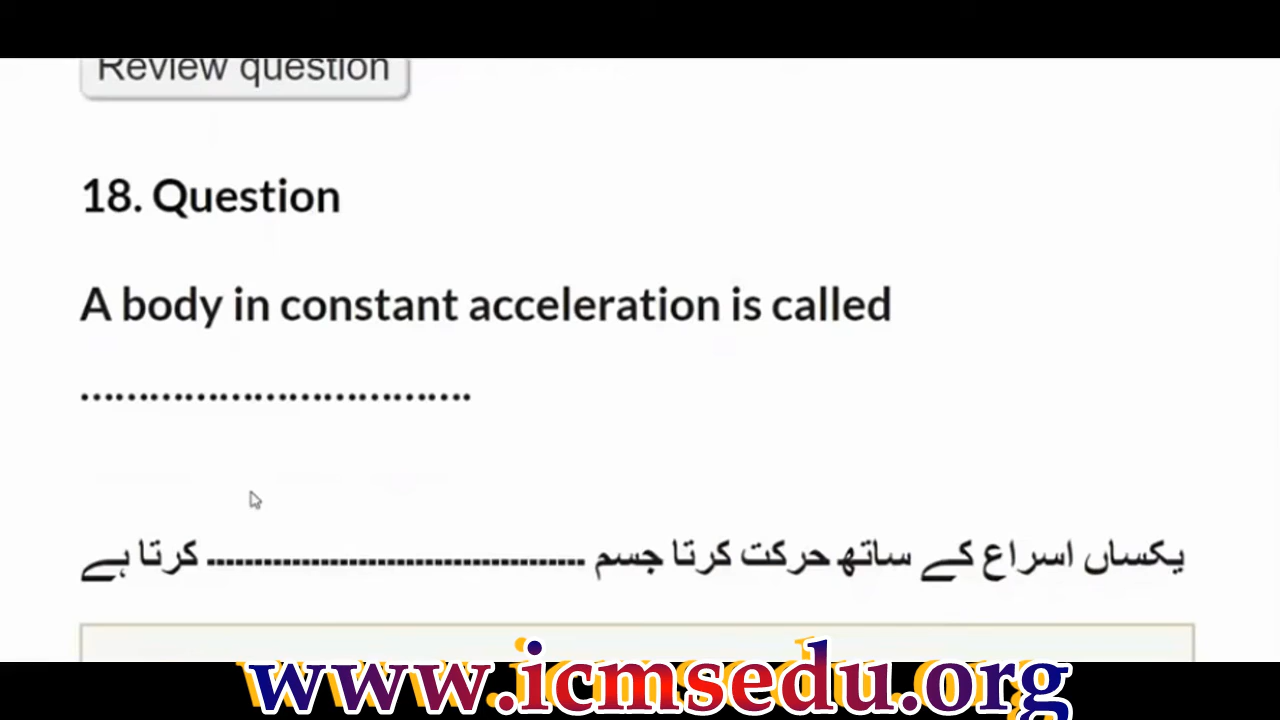 Review question
18. Question
A body in constant acceleration is called
……………………………….
یکساں اسراع کے ساتھ حرکت کرتا جسم ........................................ کرتا ہے
www.icmsedu.org